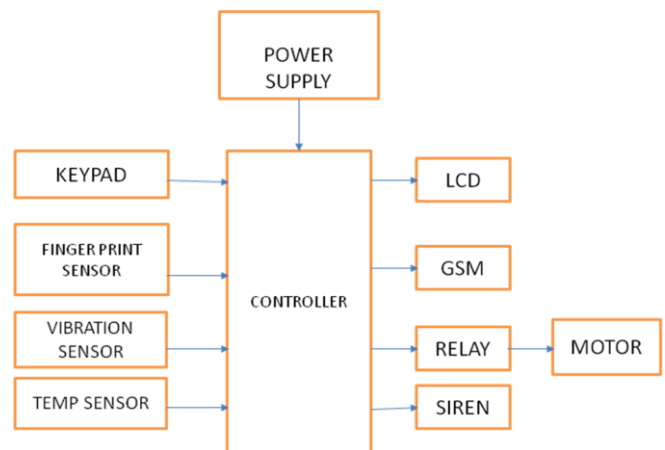 POWER
SUPPLY
KEYPAD
LCD
FINGER PRINT
SENSOR
GSM
CONTROLLER
VIBRATION
SENSOR
RELAY
MOTOR
TEMP SENSOR
SIREN